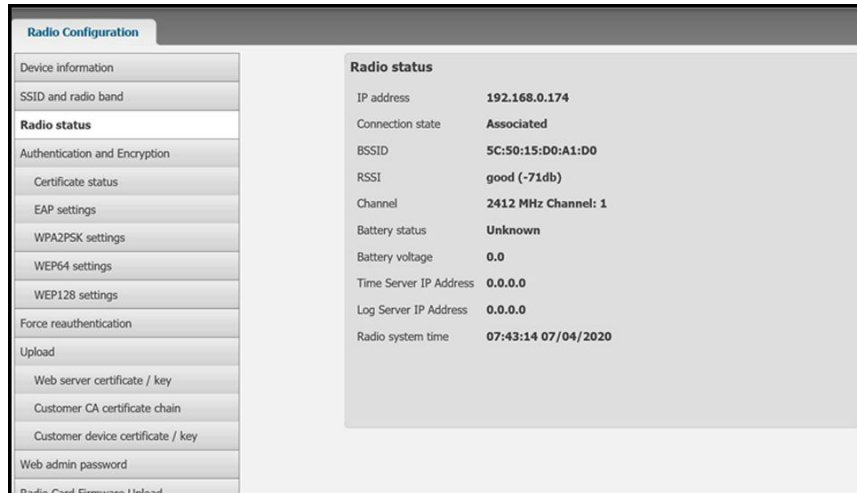 Radio Configuration
Device information
SSID and radio band
Radio status
Authentication and Encryption
Certificate status
EAP settings
WPA2PSK settings
WEP64 settings
WEP128 settings
Force reauthentication
Upload
Web server certificate / key
Customer CA certificate chain
Customer device certificate / key
Web admin password
Radio Card Firmware Upload
Radio status
IP address 192.168.0.174
Connection state Associated
BSSID 5C:50:15:D0:A1:D0
RSSI good (-71db)
Channel 2412 MHz Channel: 1
Battery status Unknown
Battery voltage 0.0
Time Server IP Address 0.0.0.0
Log Server IP Address 0.0.0.0
Radio system time 07:43:14 07/04/2020